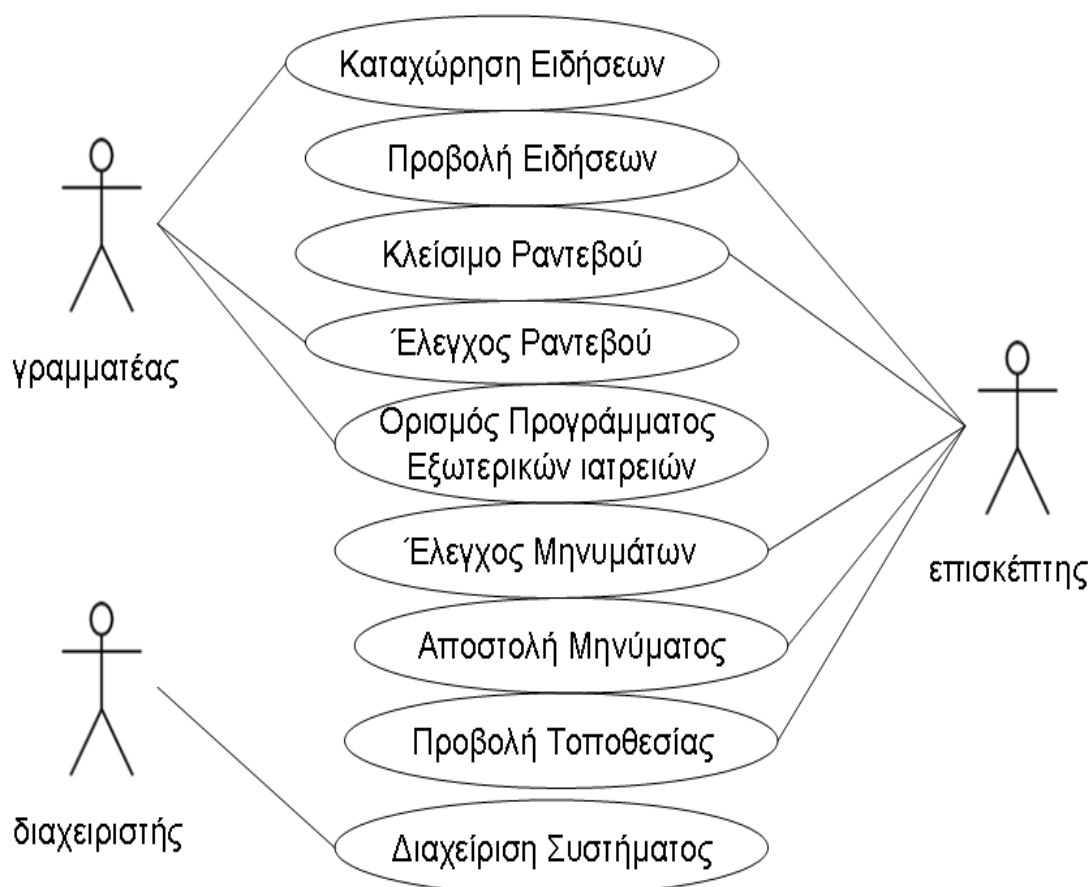 Καταχώρηση Ειδήσεων
Προβολή Ειδήσεων
Κλείσιμο Ραντεβού
Έλεγχος Ραντεβού
γραμματέας
Ορισμός Προγράμματος
Εξωτερικών ιατρειών
Έλεγχος Μηνυμάτων
επισκέπτης
Αποστολή Μηνύματος
Προβολή Τοποθεσίας
διαχειριστής
Διαχείριση Συστήματος